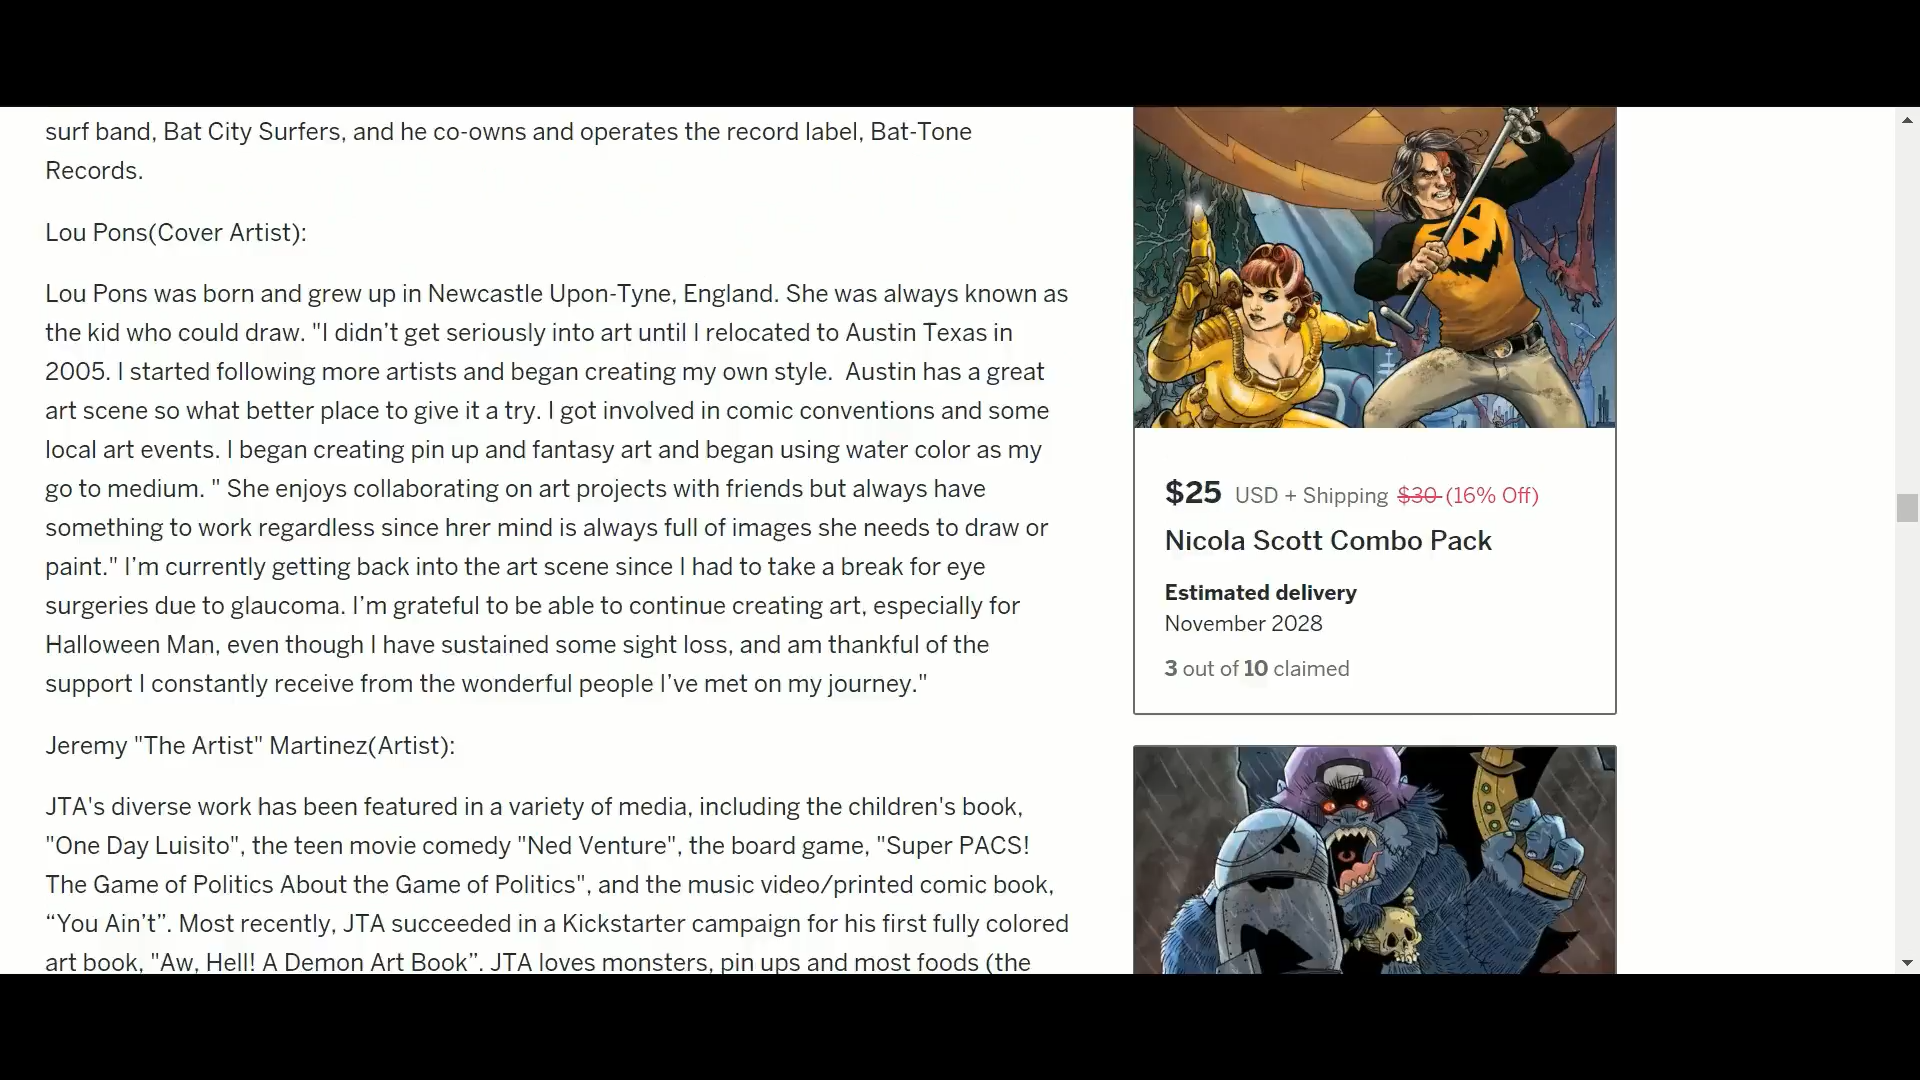 surf band, Bat City Surfers, and he co-owns and operates the record label, Bat-Tone
Records.
Lou Pons(Cover Artist):
Lou Pons was born and grew up in Newcastle Upon-Tyne, England. She was always known as
the kid who could draw. "I didn’t get seriously into art until I relocated to Austin Texas in
2005. I started following more artists and began creating my own style.  Austin has a great
art scene so what better place to give it a try. I got involved in comic conventions and some
local art events. I began creating pin up and fantasy art and began using water color as my
go to medium. " She enjoys collaborating on art projects with friends but always have
something to work regardless since hrer mind is always full of images she needs to draw or
paint." I’m currently getting back into the art scene since I had to take a break for eye
surgeries due to glaucoma. I’m grateful to be able to continue creating art, especially for
Halloween Man, even though I have sustained some sight loss, and am thankful of the
support I constantly receive from the wonderful people I’ve met on my journey."
Jeremy "The Artist" Martinez(Artist):
JTA's diverse work has been featured in a variety of media, including the children's book,
"One Day Luisito", the teen movie comedy "Ned Venture", the board game, "Super PACS!
The Game of Politics About the Game of Politics", and the music video/printed comic book,
“You Ain’t”. Most recently, JTA succeeded in a Kickstarter campaign for his first fully colored
art book, "Aw, Hell! A Demon Art Book”. JTA loves monsters, pin ups and most foods (the
$25 USD + Shipping $30 (16% Off)
Nicola Scott Combo Pack
Estimated delivery
November 2028
3 out of 10 claimed